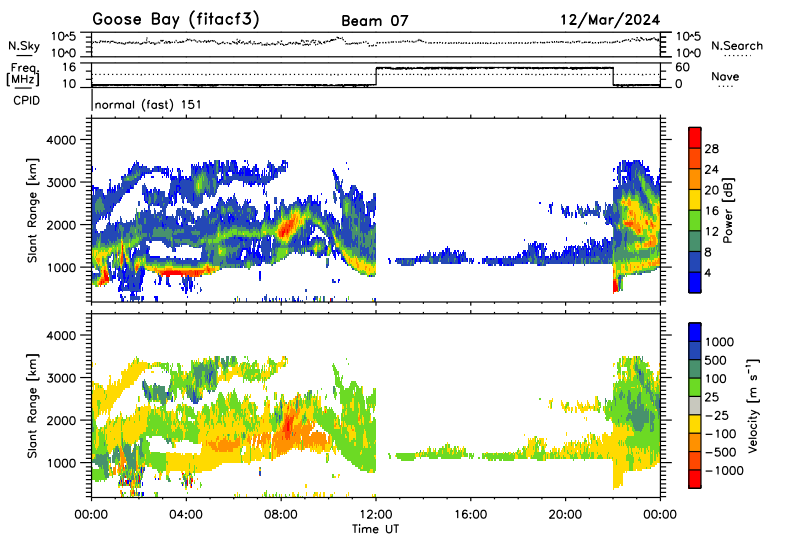 Goose Bay (fitacf3)
Beam 07
12/Mar/2024
N.Sky
10^5
10^0
10^5
10^0
N.Search
Freq.
[MHz]
16
10
60
0
Nave
CPID
normal (fast) 151
Slant Range [km]
4000
3000
2000
1000
28
24
20
16
12
8
4
Power [dB]
Slant Range [km]
4000
3000
2000
1000
1000
500
100
25
−25
−100
−500
−1000
Velocity [m s⁻¹]
00:00
04:00
08:00
12:00
16:00
20:00
00:00
Time UT